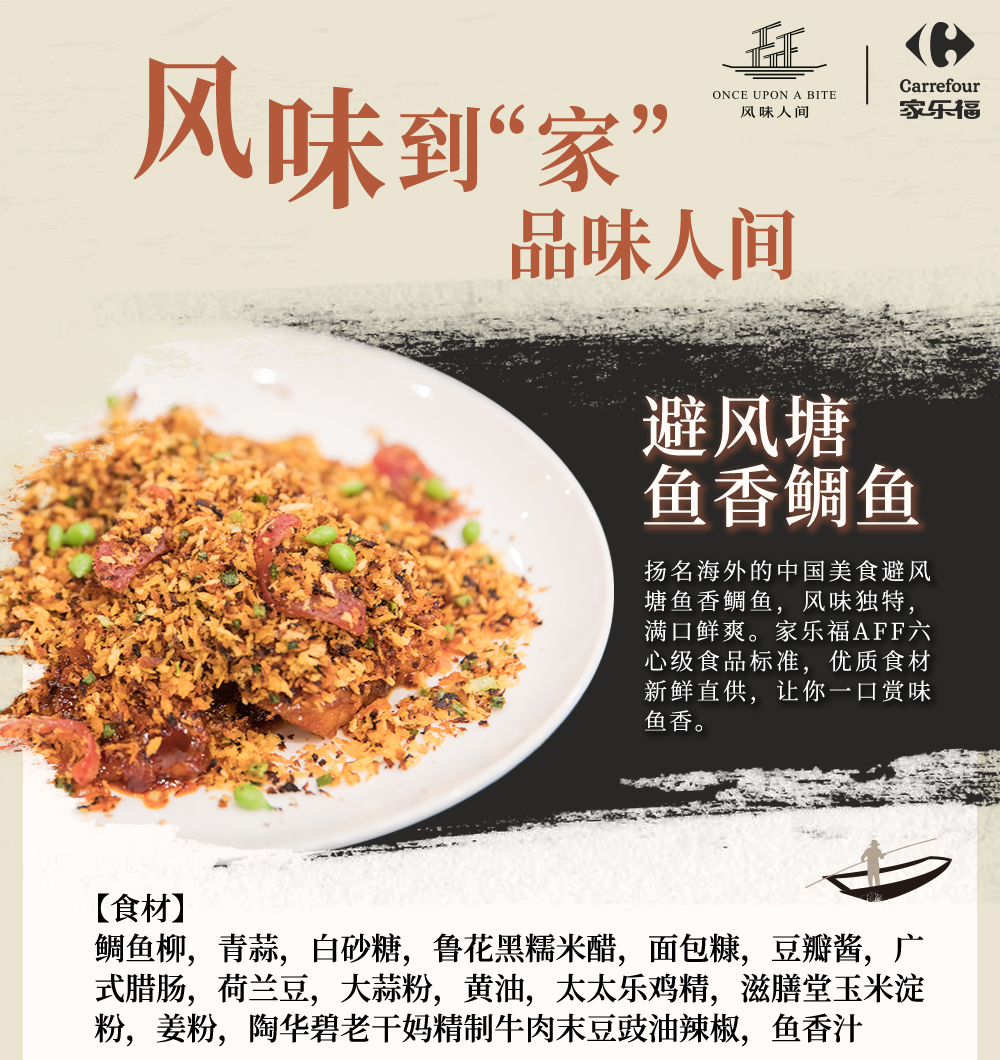 ONCE UPON A BITE
风味人间
Carrefour
家乐福
风味到“家”
品味人间
避风塘
鱼香鲷鱼
扬名海外的中国美食避风
塘鱼香鲷鱼，风味独特，
满口鲜爽。家乐福AFF六
心级食品标准，优质食材
新鲜直供，让你一口赏味
鱼香。
【食材】
鲷鱼柳，青蒜，白砂糖，鲁花黑糯米醋，面包糠，豆瓣酱，广
式腊肠，荷兰豆，大蒜粉，黄油，太太乐鸡精，滋膳堂玉米淀
粉，姜粉，陶华碧老干妈精制牛肉末豆豉油辣椒，鱼香汁